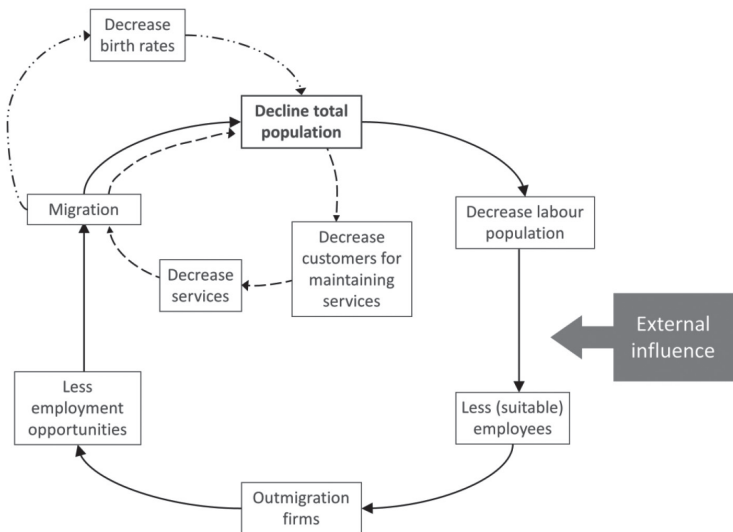 Decrease
birth rates
Decline total
population
Migration
Decrease labour
population
Decrease
customers for
maintaining
services
Decrease
services
External
influence
Less
employment
opportunities
Less (suitable)
employees
Outmigration
firms